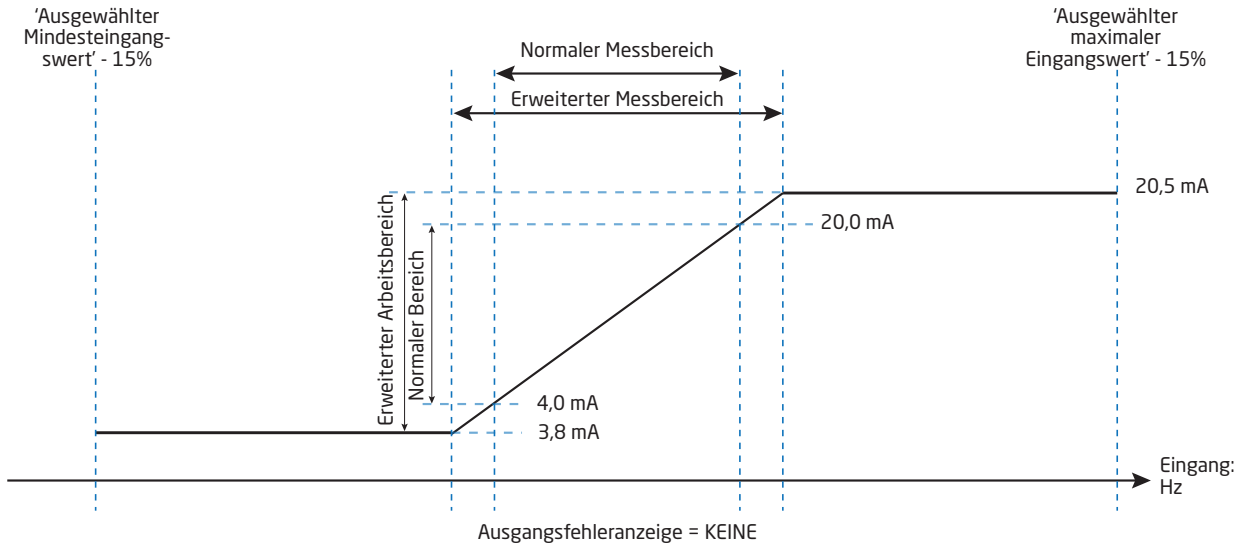 'Ausgewählter
Mindesteingang-
swert' - 15%
Normaler Messbereich
Erweiterter Messbereich
'Ausgewählter
maximaler
Eingangswert' - 15%
Erweiterter Arbeitsbereich
Normaler Bereich
20,5 mA
20,0 mA
4,0 mA
3,8 mA
Eingang:
Hz
Ausgangsfehleranzeige = KEINE